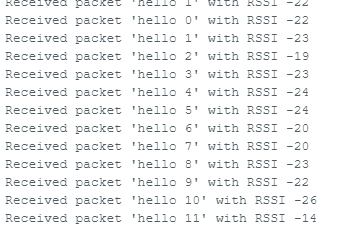 Received packet 'hello 1' with RSSI -22
Received packet 'hello 0' with RSSI -22
Received packet 'hello 1' with RSSI -23
Received packet 'hello 2' with RSSI -19
Received packet 'hello 3' with RSSI -23
Received packet 'hello 4' with RSSI -24
Received packet 'hello 5' with RSSI -24
Received packet 'hello 6' with RSSI -20
Received packet 'hello 7' with RSSI -20
Received packet 'hello 8' with RSSI -23
Received packet 'hello 9' with RSSI -22
Received packet 'hello 10' with RSSI -26
Received packet 'hello 11' with RSSI -14